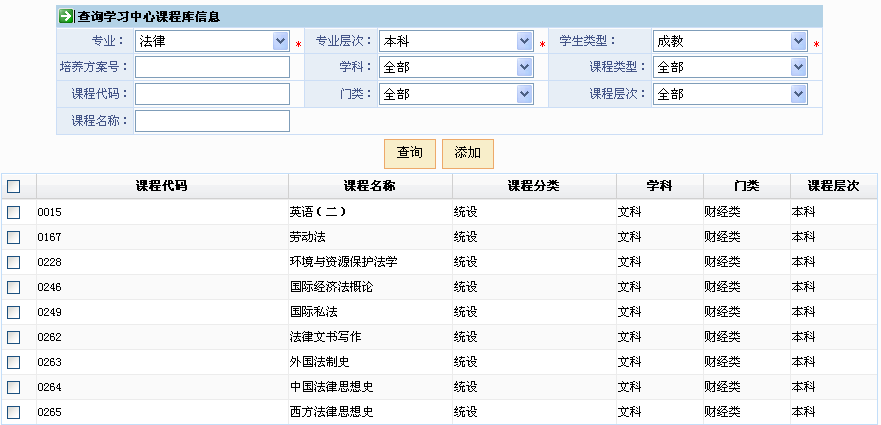 查询学习中心课程库信息
专业： 法律 * 专业层次： 本科 * 学生类型： 成教 *
培养方案号： 学科： 全部 课程类型： 全部
课程代码： 门类： 全部 课程层次： 全部
课程名称：
查询 添加
课程代码 课程名称 课程分类 学科 门类 课程层次
0015 英语（二） 统设 文科 财经类 本科
0167 劳动法 统设 文科 财经类 本科
0228 环境与资源保护法学 统设 文科 财经类 本科
0246 国际经济法概论 统设 文科 财经类 本科
0249 国际私法 统设 文科 财经类 本科
0262 法律文书写作 统设 文科 财经类 本科
0263 外国法制史 统设 文科 财经类 本科
0264 中国法律思想史 统设 文科 财经类 本科
0265 西方法律思想史 统设 文科 财经类 本科